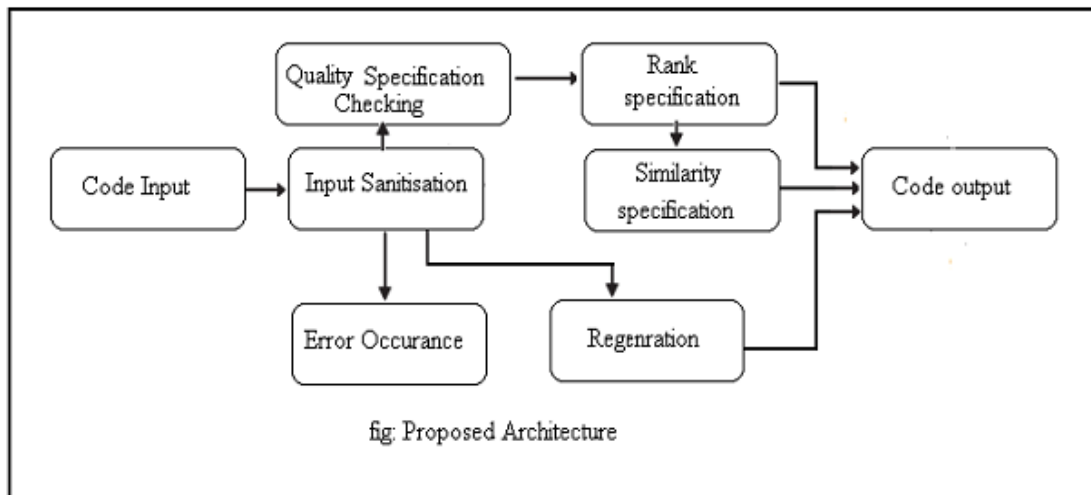 Quality Specification
Checking
Rank
specification
Code Input
Input Sanitisation
Similarity
specification
Code output
Error Occurance
Regenration
fig: Proposed Architecture